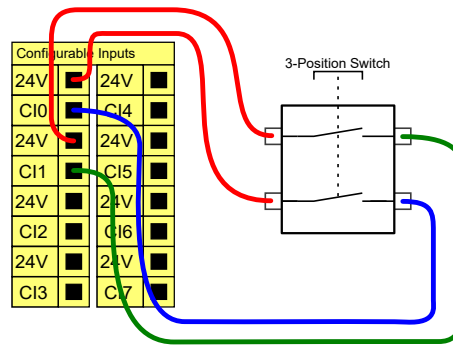 Configurable Inputs
3-Position Switch
24V 24V
CI0 CI4
24V 24V
CI1 CI5
24V 24V
CI2 CI6
24V 24V
CI3 CI7